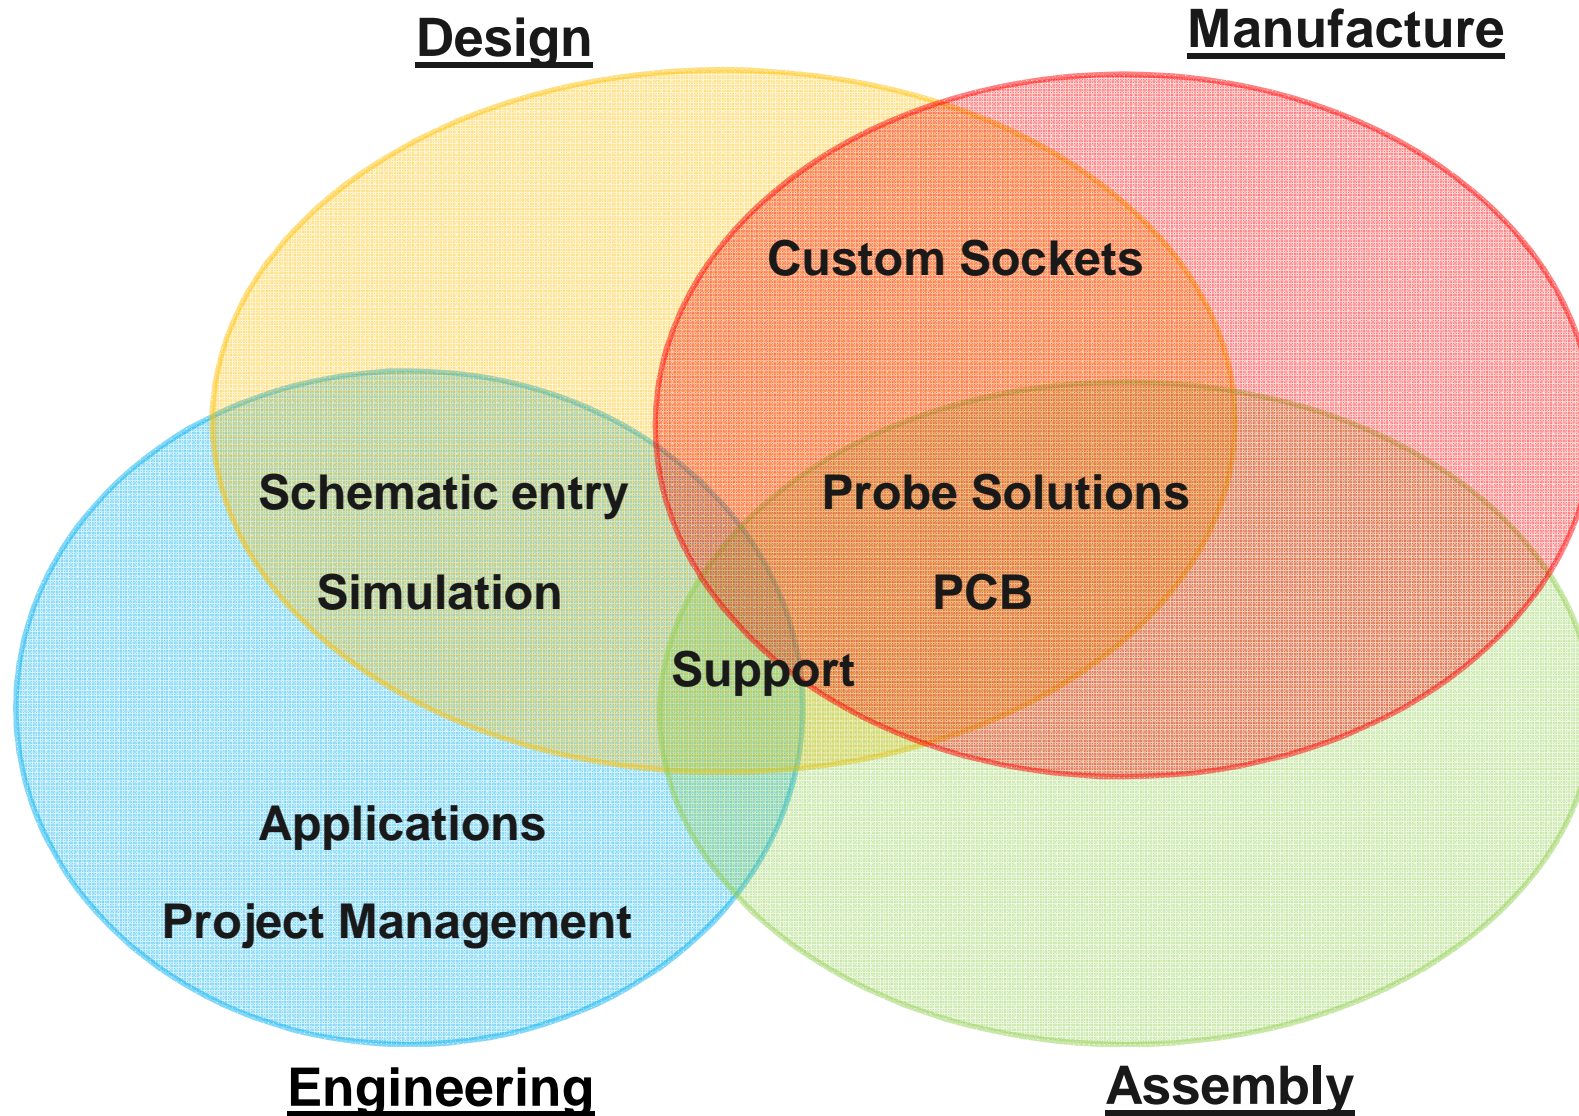 Design
Manufacture
Custom Sockets
Schematic entry
Probe Solutions
Simulation
PCB
Support
Applications
Project Management
Engineering
Assembly